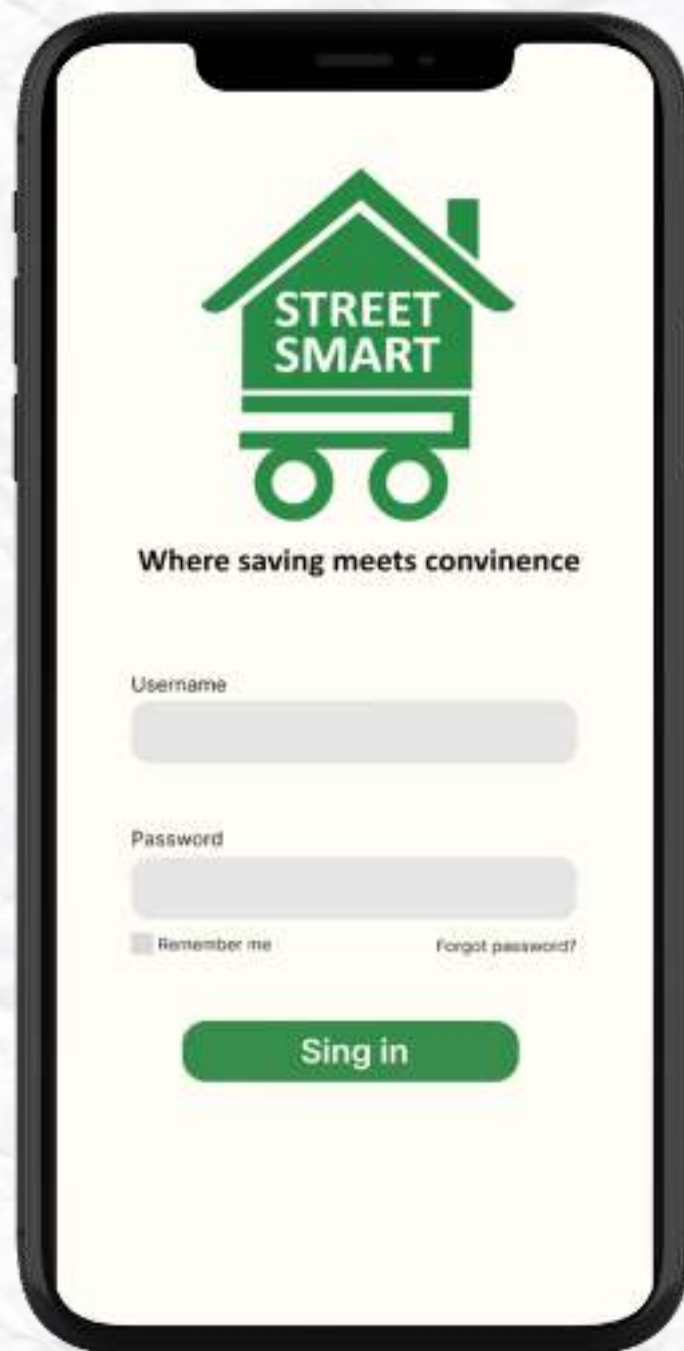 STREET
SMART
Where saving meets convinence
Username
Password
Remember me
Forgot password?
Sing in